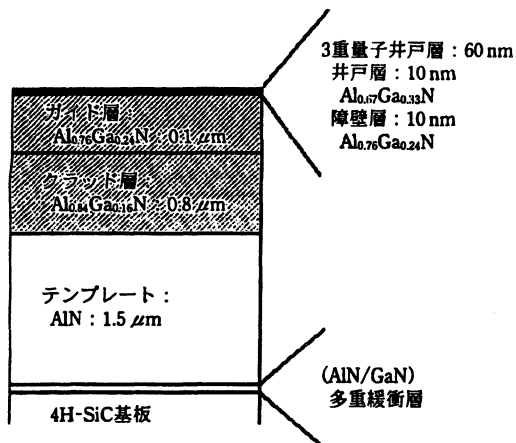 3重量子井戸層：60 nm
井戸層：10 nm
Al0.67Ga0.33N
障壁層：10 nm
Al0.76Ga0.24N
ガイド層：
Al0.76Ga0.24N：0.1 μm
クラッド層：
Al0.84Ga0.16N：0.8 μm
テンプレート：
AlN：1.5 μm
(AlN/GaN)
多重緩衝層
4H-SiC基板